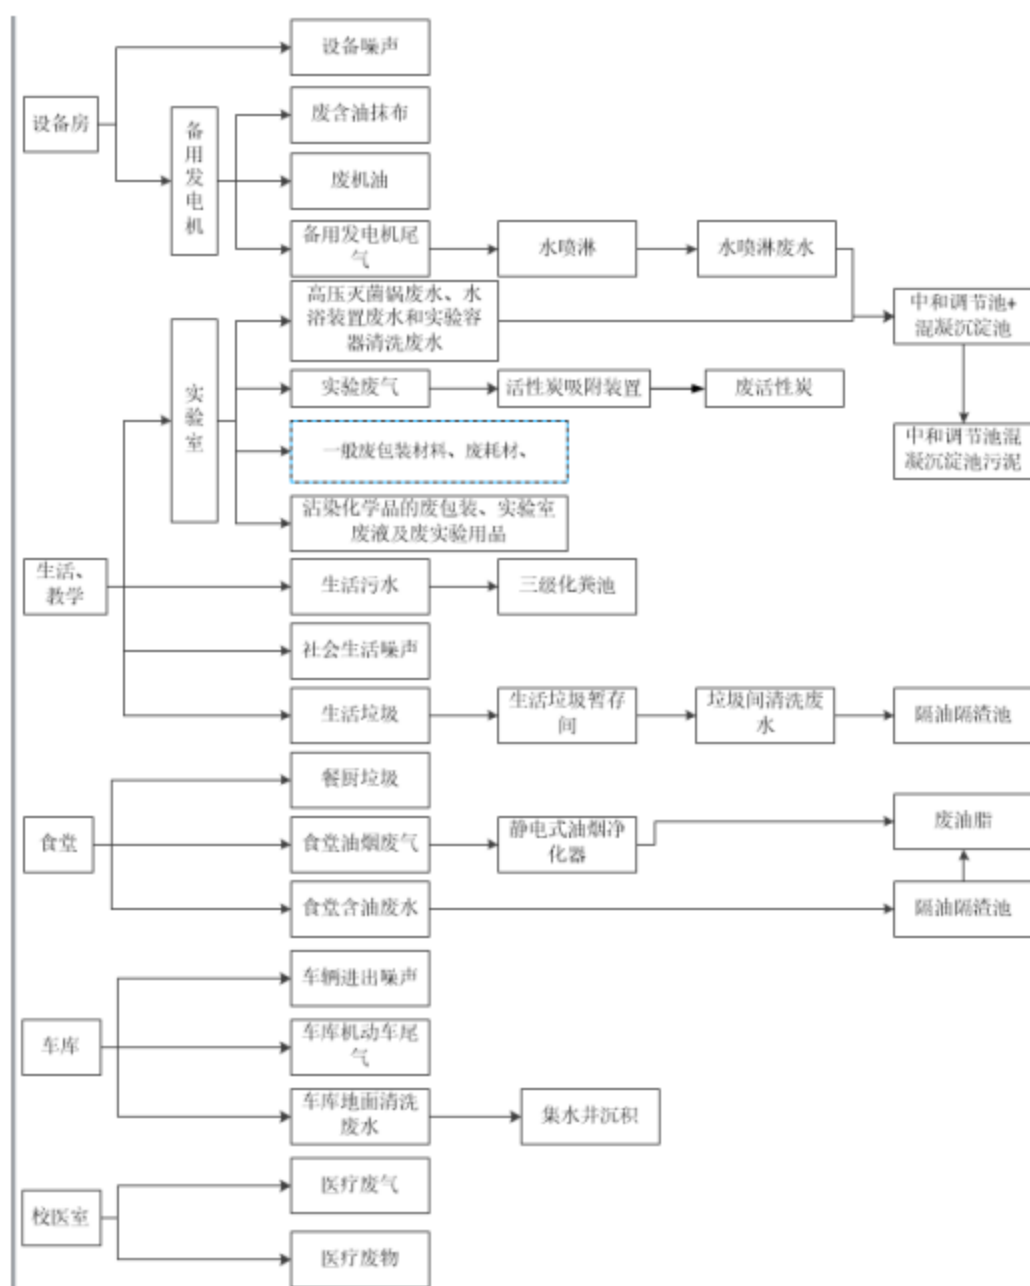 设备噪声
设备房
备
用
发
电
机
废含油抹布
废机油
备用发电机尾
气
水喷淋
水喷淋废水
高压灭菌锅废水、水
浴装置废水和实验容
器清洗废水
中和调节池+
混凝沉淀池
实
验
室
实验废气
活性炭吸附装置
废活性炭
中和调节池混
凝沉淀池污泥
一般废包装材料、废耗材、
沾染化学品的废包装、实验室
废液及废实验用品
生活、
教学
生活污水
三级化粪池
社会生活噪声
生活垃圾
生活垃圾暂存
间
垃圾间清洗废
水
隔油隔渣池
餐厨垃圾
食堂
食堂油烟废气
静电式油烟净
化器
废油脂
食堂含油废水
隔油隔渣池
车辆进出噪声
车库
车库机动车尾
气
车库地面清洗
废水
集水井沉积
医疗废气
校医室
医疗废物